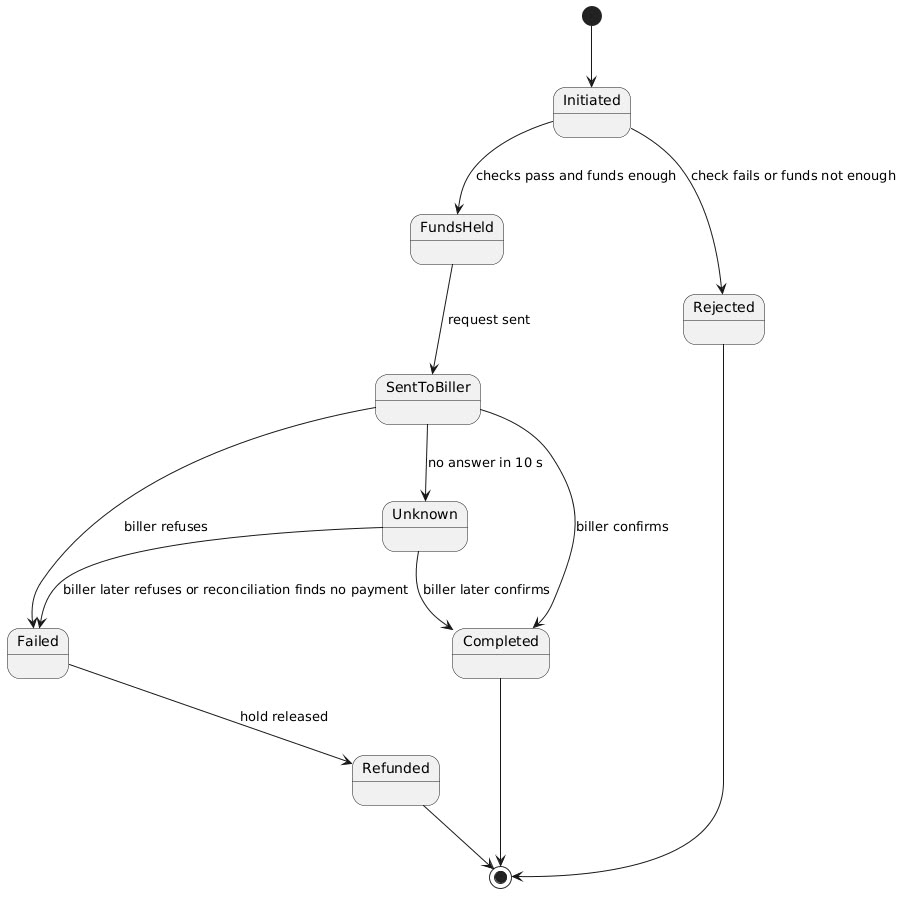 Initiated
checks pass and funds enough
check fails or funds not enough
FundsHeld
Rejected
request sent
SentToBiller
no answer in 10 s
Unknown
biller refuses
biller confirms
biller later refuses or reconciliation finds no payment
biller later confirms
Failed
Completed
hold released
Refunded